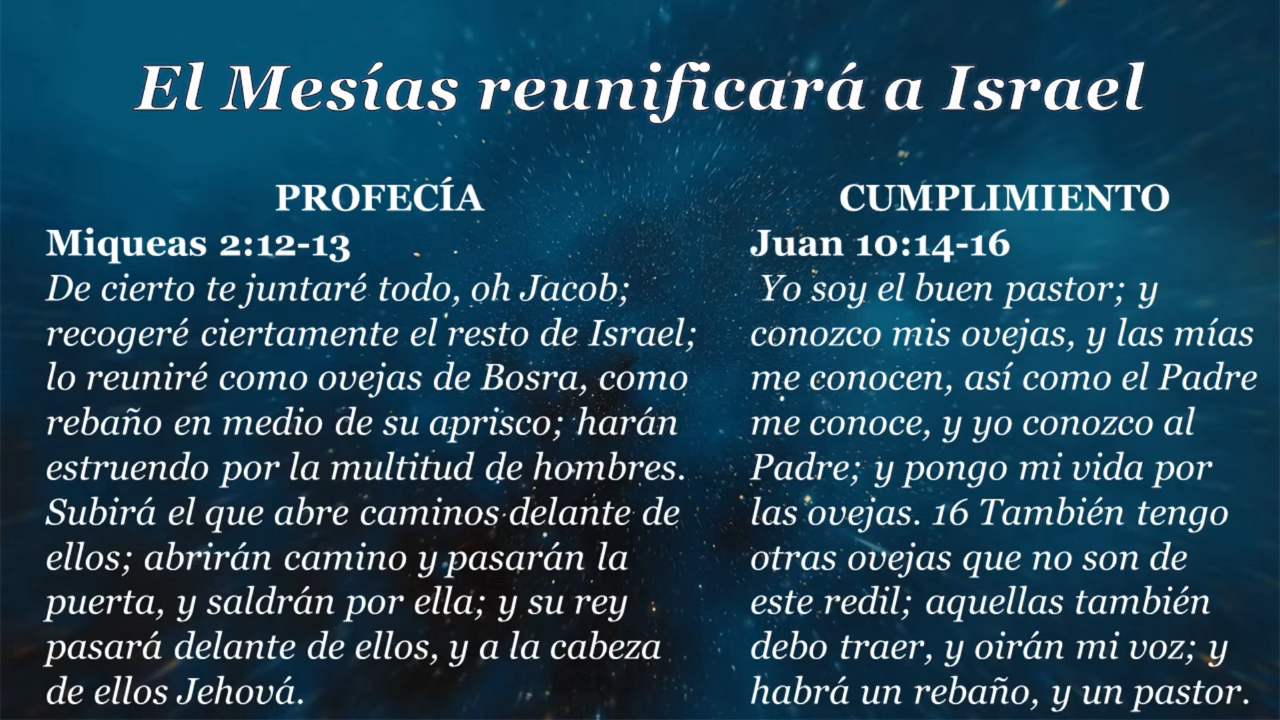 El Mesías reunificará a Israel
PROFECÍA
Miqueas 2:12-13
De cierto te juntaré todo, oh Jacob;
recogeré ciertamente el resto de Israel;
lo reuniré como ovejas de Bosra, como
rebaño en medio de su aprisco; harán
estruendo por la multitud de hombres.
Subirá el que abre caminos delante de
ellos; abrirán camino y pasarán la
puerta, y saldrán por ella; y su rey
pasará delante de ellos, y a la cabeza
de ellos Jehová.
CUMPLIMIENTO
Juan 10:14-16
Yo soy el buen pastor; y
conozco mis ovejas, y las mías
me conocen, así como el Padre
me conoce, y yo conozco al
Padre; y pongo mi vida por
las ovejas. 16 También tengo
otras ovejas que no son de
este redil; aquellas también
debo traer, y oirán mi voz; y
habrá un rebaño, y un pastor.